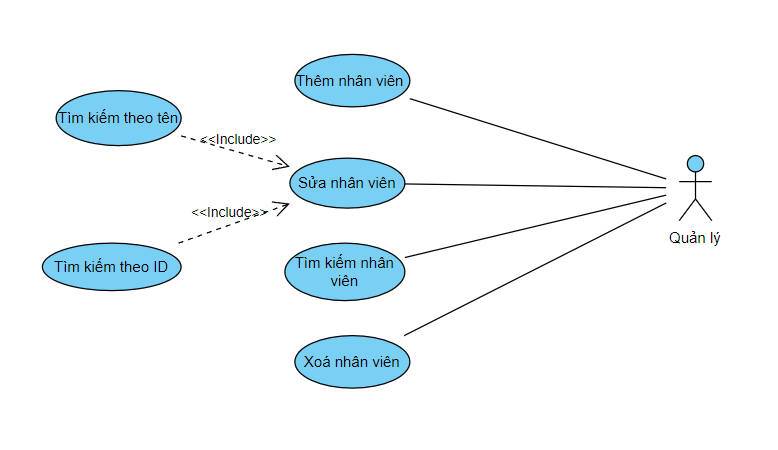 Thêm nhân viên
Tìm kiếm theo tên
<<Include>>
Sửa nhân viên
<<Include>>
Quản lý
Tìm kiếm theo ID
Tìm kiếm nhân
viên
Xoá nhân viên